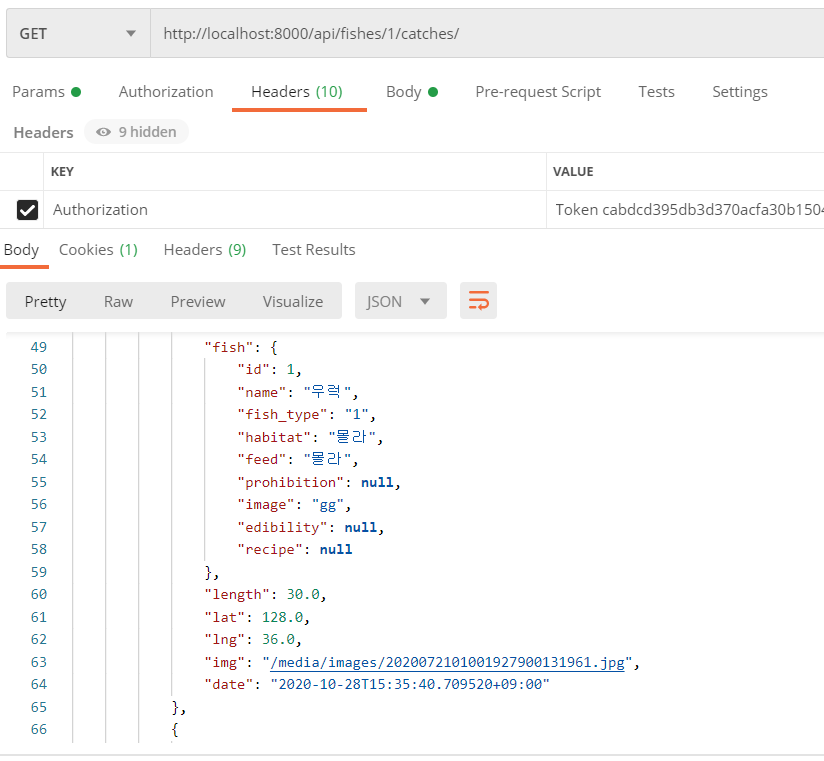 GET http://localhost:8000/api/fishes/1/catches/
Params Authorization Headers (10) Body Pre-request Script Tests Settings
Headers 9 hidden
KEY VALUE
Authorization Token cabdcd395db3d370acfa30b1504
Body Cookies (1) Headers (9) Test Results
Pretty Raw Preview Visualize JSON
49 "fish": {
50 "id": 1,
51 "name": "우럭",
52 "fish_type": "1",
53 "habitat": "몰라",
54 "feed": "몰라",
55 "prohibition": null,
56 "image": "gg",
57 "edibility": null,
58 "recipe": null
59 },
60 "length": 30.0,
61 "lat": 128.0,
62 "lng": 36.0,
63 "img": "/media/images/2020072101001927900131961.jpg",
64 "date": "2020-10-28T15:35:40.709520+09:00"
65 },
66 {